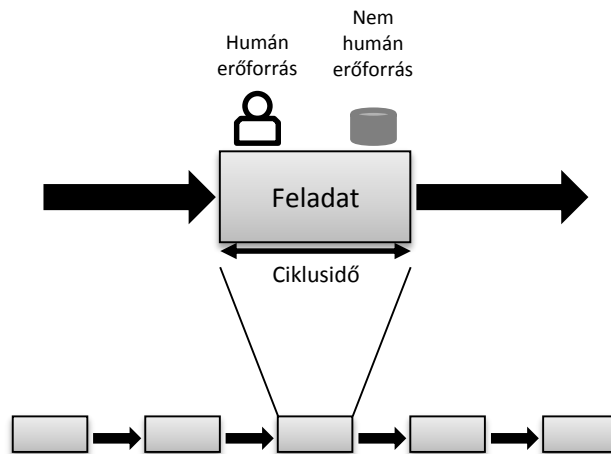 Humán
erőforrás
Nem
humán
erőforrás
Feladat
Ciklusidő